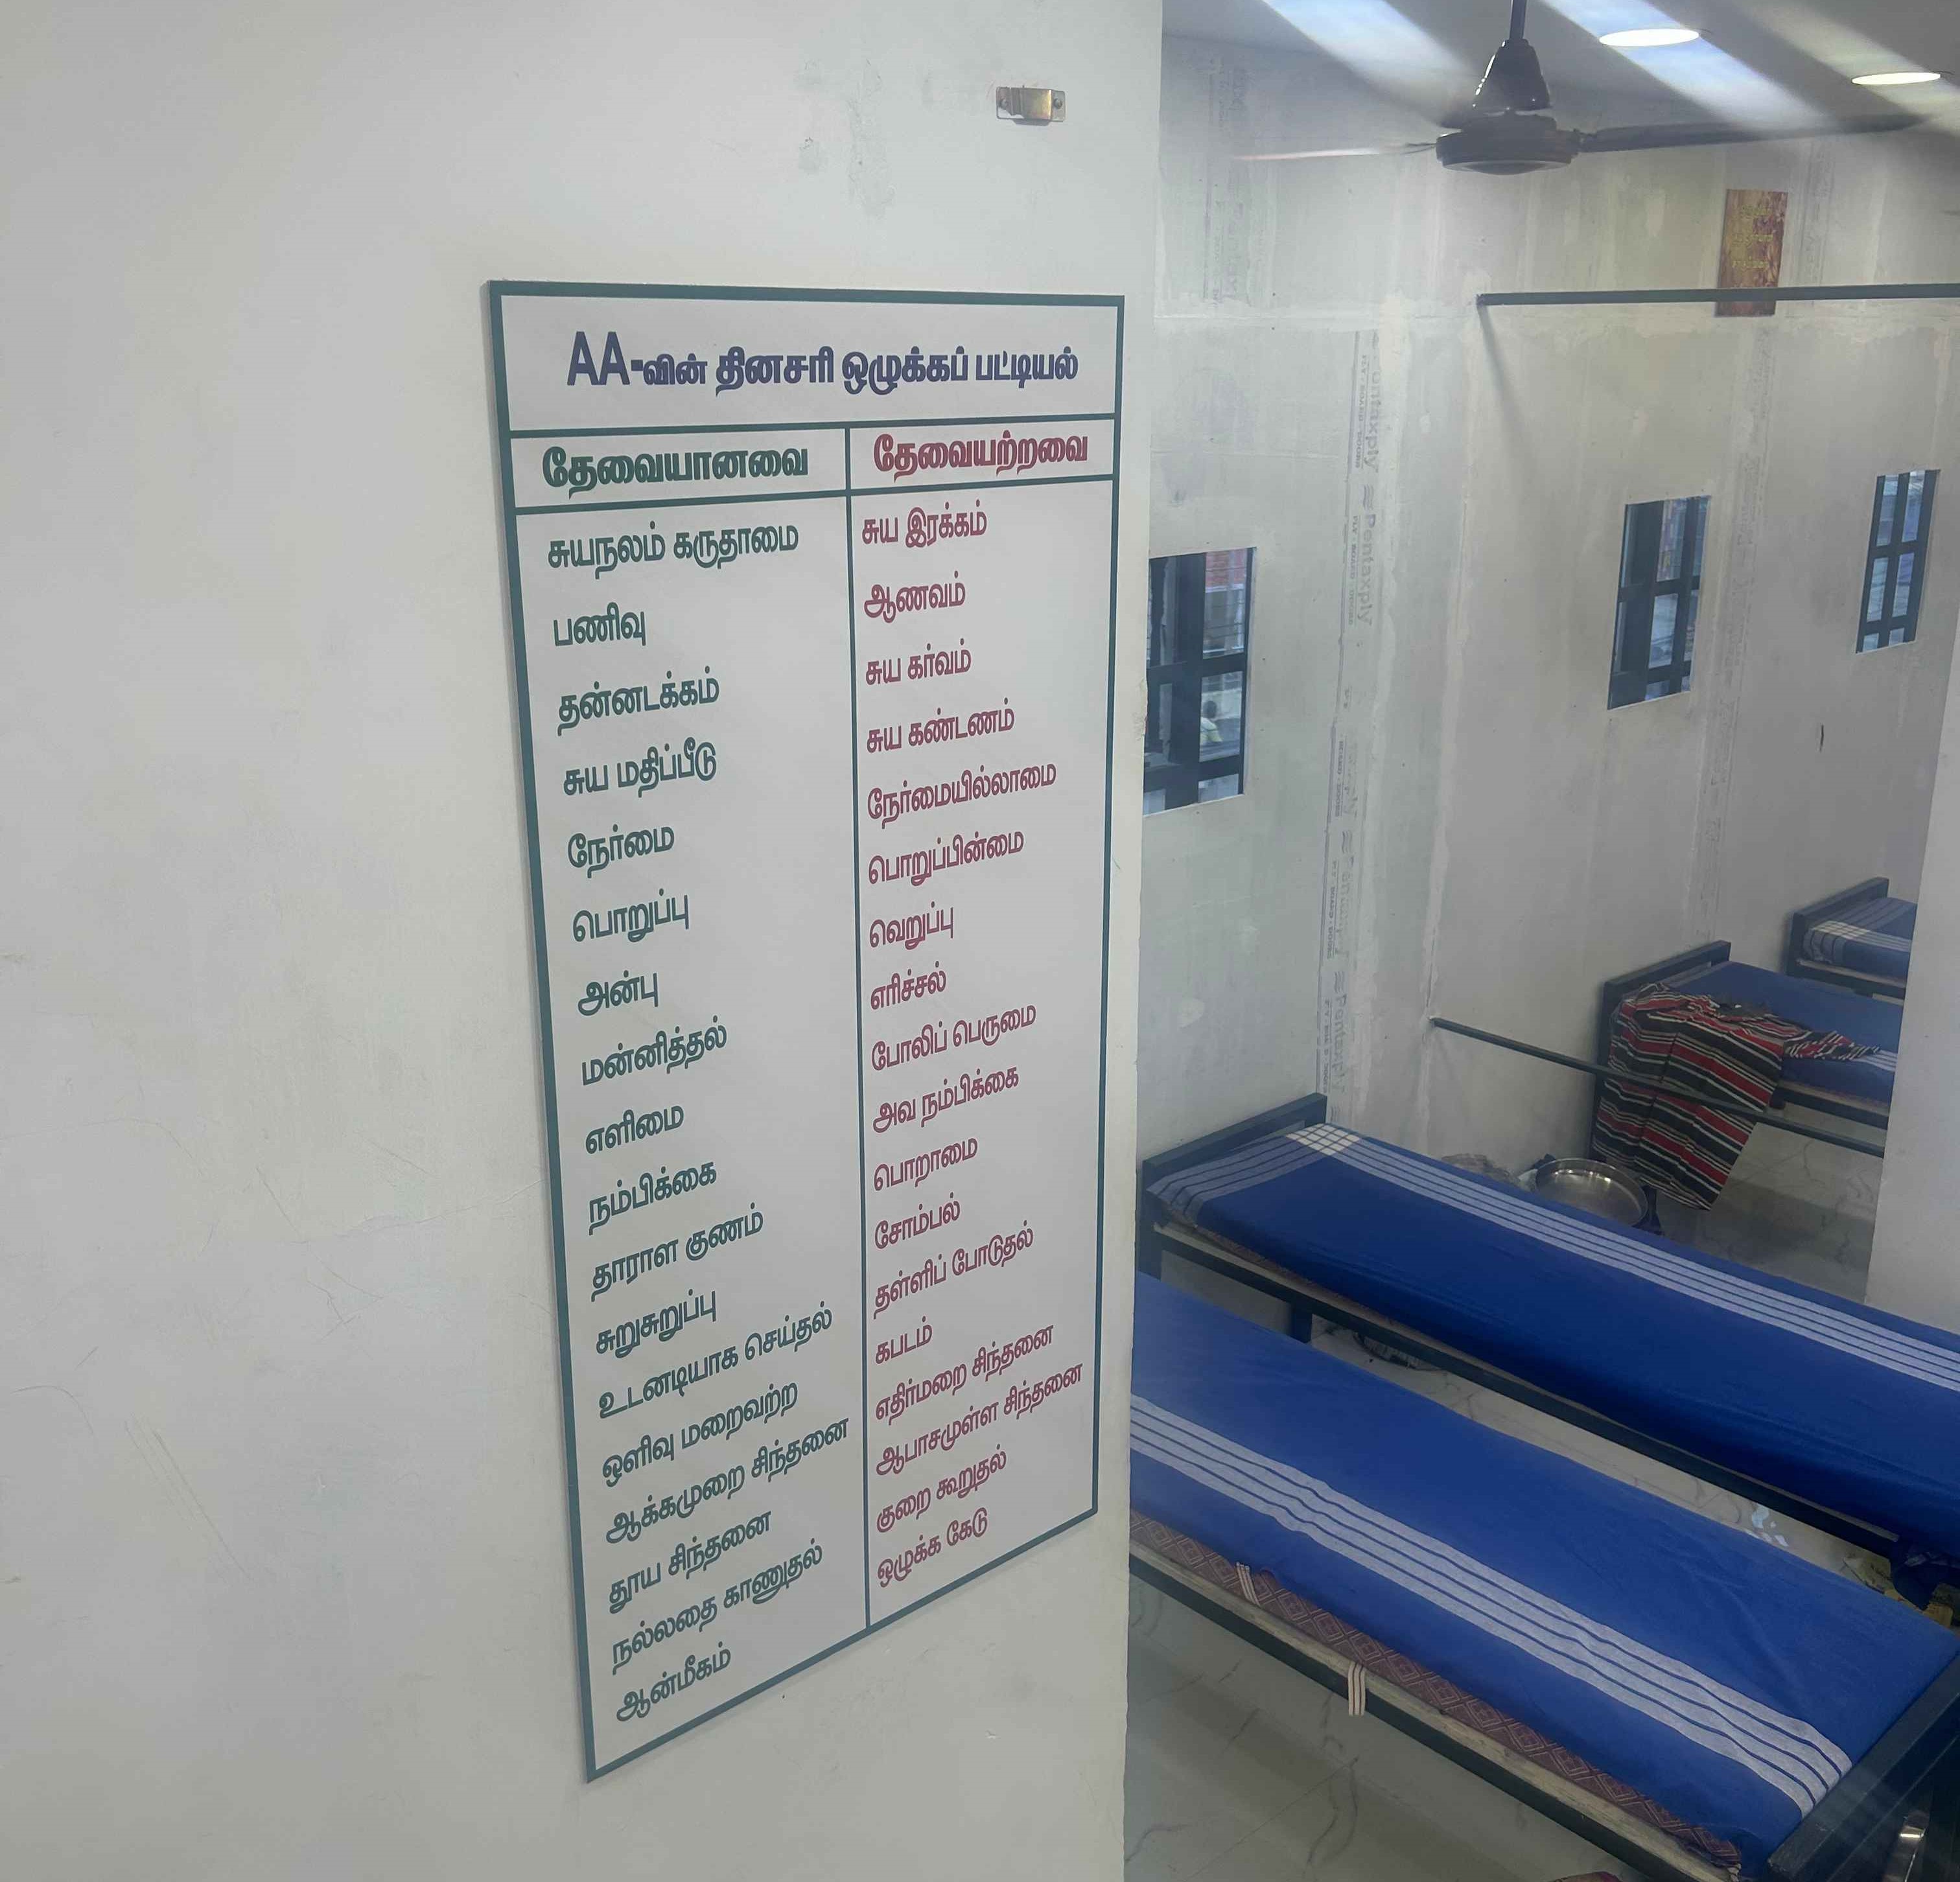 AA-வின் தினசரி ஒழுக்கப் பட்டியல்
தேவையானவை
தேவையற்றவை
சுயநலம் கருதாமை
சுய இரக்கம்
பணிவு
ஆணவம்
தன்னடக்கம்
சுய கர்வம்
சுய மதிப்பீடு
சுய கண்டணம்
நேர்மை
நேர்மையில்லாமை
பொறுப்பு
பொறுப்பின்மை
அன்பு
வெறுப்பு
மன்னித்தல்
எரிச்சல்
எளிமை
போலிப் பெருமை
நம்பிக்கை
அவ நம்பிக்கை
தாராள குணம்
பொறாமை
சுறுசுறுப்பு
சோம்பல்
உடனடியாக செய்தல்
தள்ளிப் போடுதல்
ஒளிவு மறைவற்ற
கபடம்
ஆக்கமுறை சிந்தனை
எதிர்மறை சிந்தனை
தூய சிந்தனை
ஆபாசமுள்ள சிந்தனை
நல்லதை காணுதல்
குறை கூறுதல்
ஆன்மீகம்
ஒழுக்க கேடு
Pentaxply